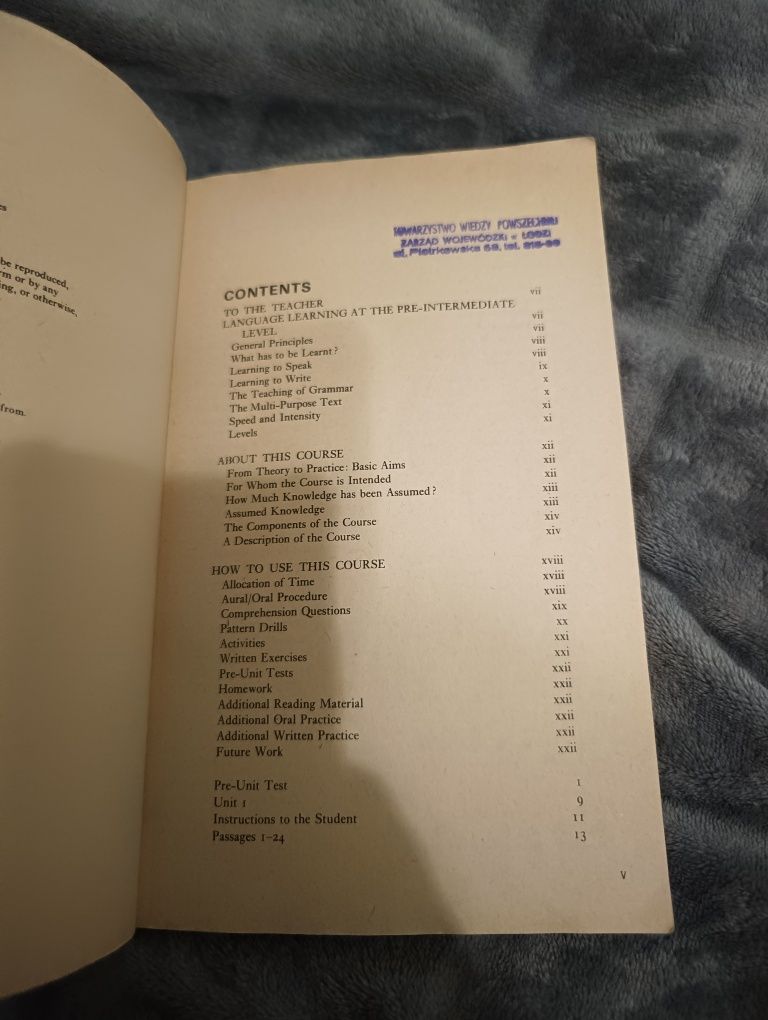 s
be reproduced,
rm or by any
ing, or otherwise,
from.
TOWARZYSTWO WIEDZY POWSZECHNEJ
ZARZĄD WOJEWÓDZKI w ŁODZI
ul. Piotrkowska
tel.
CONTENTS
TO THE TEACHER vii
LANGUAGE LEARNING AT THE PRE-INTERMEDIATE
LEVEL vii
General Principles vii
What has to be Learnt? viii
Learning to Speak viii
Learning to Write ix
The Teaching of Grammar x
The Multi-Purpose Text x
Speed and Intensity xi
Levels xi
ABOUT THIS COURSE xii
From Theory to Practice: Basic Aims xii
For Whom the Course is Intended xii
How Much Knowledge has been Assumed? xiii
Assumed Knowledge xiii
The Components of the Course xiv
A Description of the Course xiv
HOW TO USE THIS COURSE xviii
Allocation of Time xviii
Aural/Oral Procedure xviii
Comprehension Questions xix
Pattern Drills xx
Activities xxi
Written Exercises xxi
Pre-Unit Tests xxii
Homework xxii
Additional Reading Material xxii
Additional Oral Practice xxii
Additional Written Practice xxii
Future Work xxii
Pre-Unit Test 1
Unit 1 9
Instructions to the Student 11
Passages 1–24 13
v